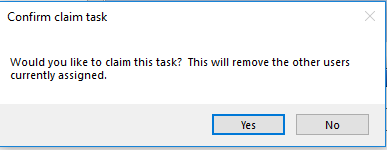 Confirm claim task
Would you like to claim this task?  This will remove the other users
currently assigned.
Yes
No